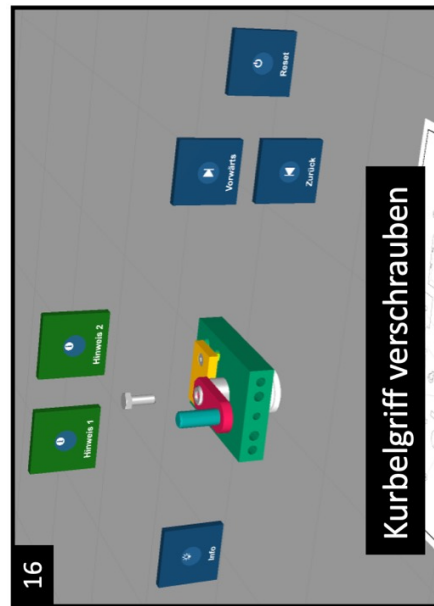 16
Hinweis 1
Hinweis 2
Info
Vorwärts
Zurück
Reset
Kurbelgriff verschrauben